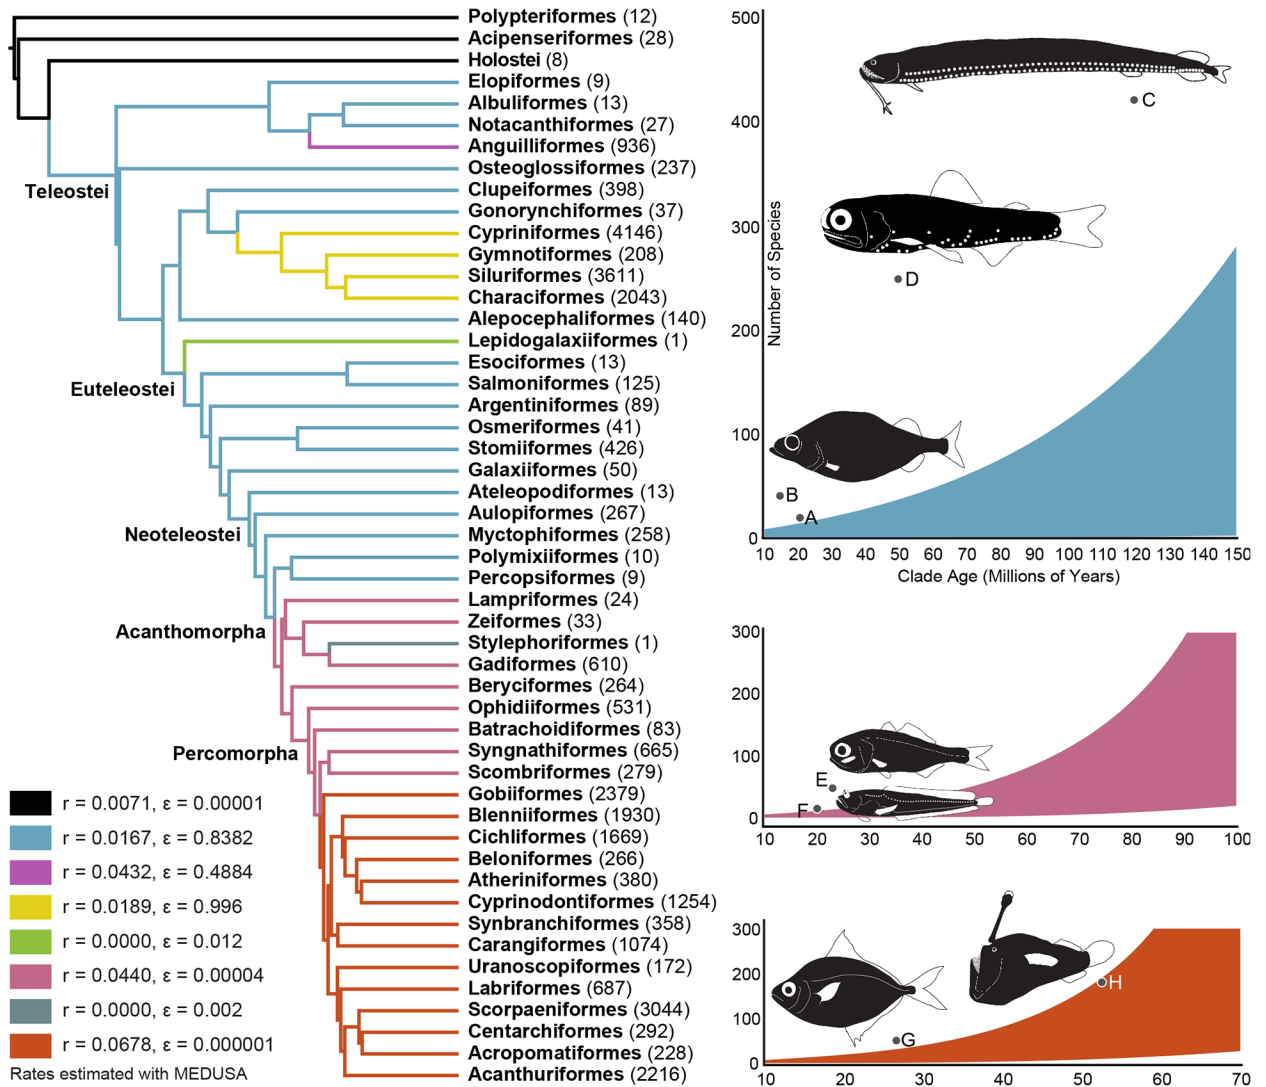 Polypteriformes (12)
Acipenseriformes (28)
Holostei (8)
Elopiformes (9)
Albuliformes (13)
Notacanthiformes (27)
Anguilliformes (936)
Osteoglossiformes (237)
Teleostei
Clupeiformes (398)
Gonorynchiformes (37)
Cypriniformes (4146)
Gymnotiformes (208)
Siluriformes (3611)
Characiformes (2043)
Alepocephaliformes (140)
Lepidogalaxiiformes (1)
Esociformes (13)
Salmoniformes (125)
Euteleostei
Argentiniformes (89)
Osmeriformes (41)
Stomiiformes (426)
Galaxiiformes (50)
Ateleopodiformes (13)
Aulopiformes (267)
Neoteleostei
Myctophiformes (258)
Polymixiiformes (10)
Percopsiformes (9)
Lampriformes (24)
Zeiformes (33)
Acanthomorpha
Stylephoriformes (1)
Gadiformes (610)
Beryciformes (264)
Ophidiiformes (531)
Batrachoidiformes (83)
Syngnathiformes (665)
Percomorpha
Scombriformes (279)
Gobiiformes (2379)
Blenniiformes (1930)
Cichliformes (1669)
Beloniformes (266)
Atheriniformes (380)
Cyprinodontiformes (1254)
Synbranchiformes (358)
Carangiformes (1074)
Uranoscopiformes (172)
Labriformes (687)
Scorpaeniformes (3044)
Centarchiformes (292)
Acropomatiformes (228)
Acanthuriformes (2216)
r = 0.0071, ε = 0.00001
r = 0.0167, ε = 0.8382
r = 0.0432, ε = 0.4884
r = 0.0189, ε = 0.996
r = 0.0000, ε = 0.012
r = 0.0440, ε = 0.00004
r = 0.0000, ε = 0.002
r = 0.0678, ε = 0.000001
Rates estimated with MEDUSA
500
400
300
200
100
0
Number of Species
C
D
B
A
10 20 30 40 50 60 70 80 90 100 110 120 130 140 150
Clade Age (Millions of Years)
300
200
100
0
E
F
10 20 30 40 50 60 70 80 90 100
300
200
100
0
H
G
10 20 30 40 50 60 70